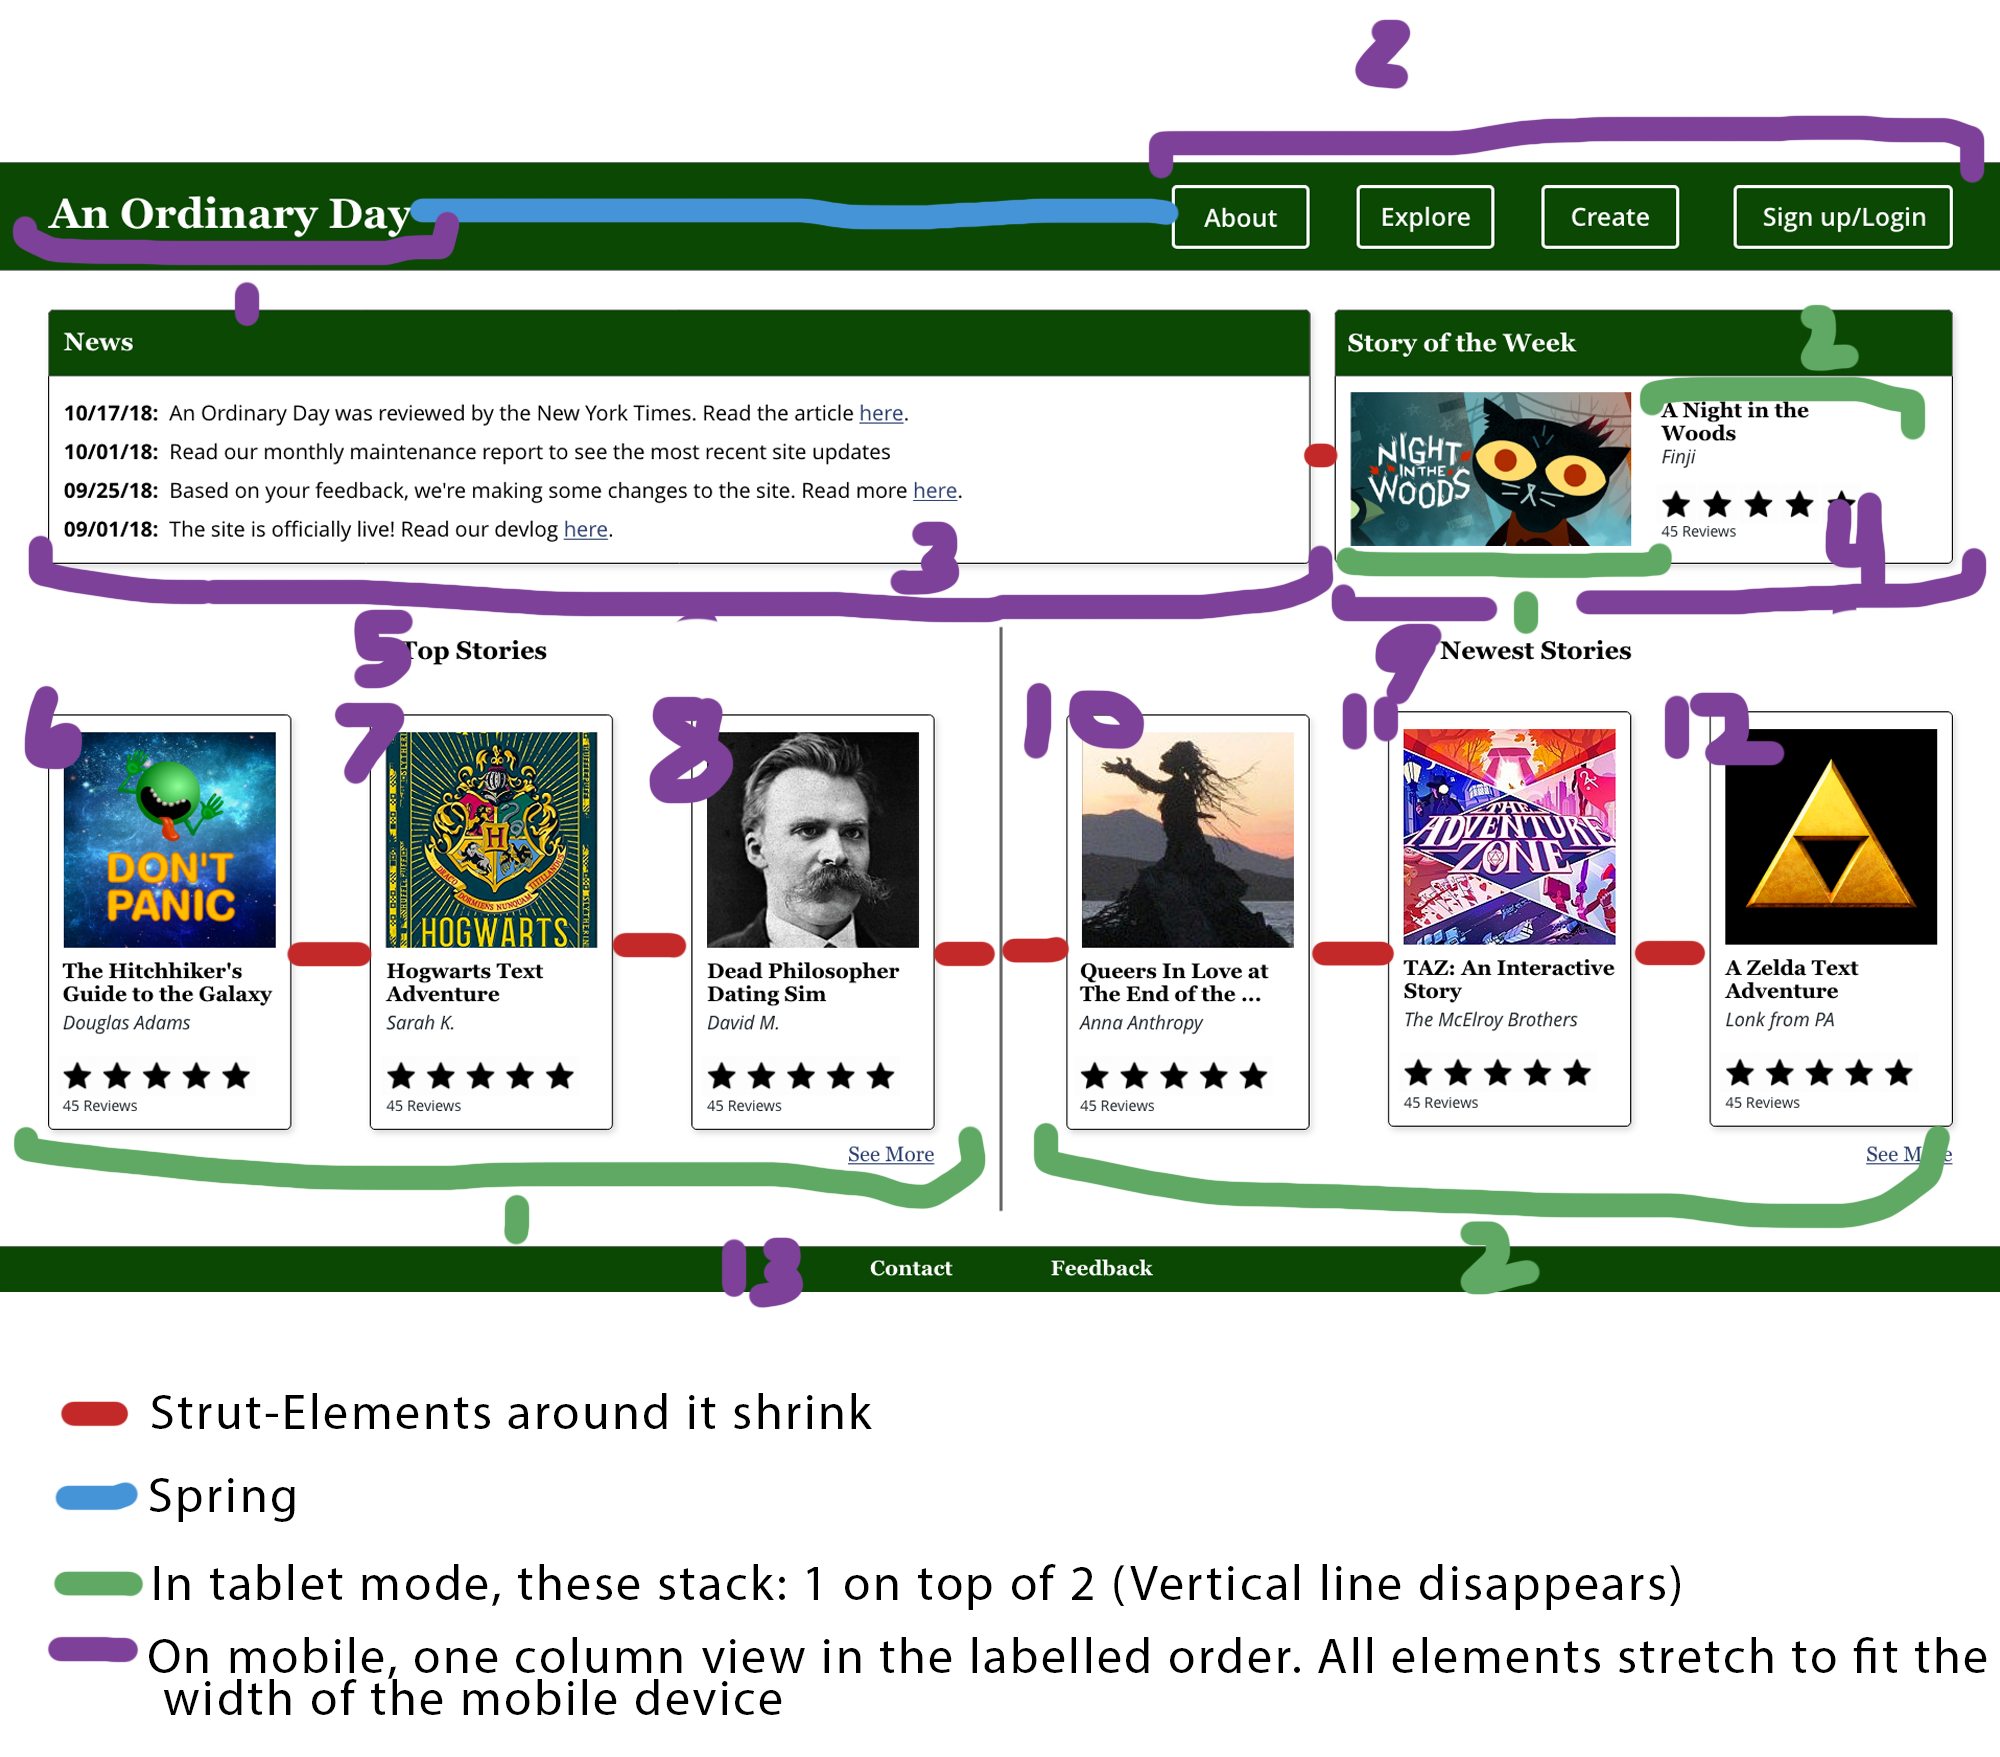 2
An Ordinary Day
About
Explore
Create
Sign up/Login
1
News
10/17/18: An Ordinary Day was reviewed by the New York Times. Read the article here.
10/01/18: Read our monthly maintenance report to see the most recent site updates
09/25/18: Based on your feedback, we're making some changes to the site. Read more here.
09/01/18: The site is officially live! Read our devlog here.
3
Story of the Week
2
NIGHT
IN THE
WOODS
A Night in the
Woods
Finji
45 Reviews
4
1
5
Top Stories
6
DON'T
PANIC
The Hitchhiker's
Guide to the Galaxy
Douglas Adams
45 Reviews
7
H
DRACO DORMIENS NUNQUAM TITILLANDUS
HOGWARTS
Hogwarts Text
Adventure
Sarah K.
45 Reviews
8
Dead Philosopher
Dating Sim
David M.
45 Reviews
See More
1
9
Newest Stories
10
Queers In Love at
The End of the ...
Anna Anthropy
45 Reviews
11
THE
ADVENTURE
ZONE
TAZ: An Interactive
Story
The McElroy Brothers
45 Reviews
12
A Zelda Text
Adventure
Lonk from PA
45 Reviews
See More
2
13
Contact
Feedback
Strut-Elements around it shrink
Spring
In tablet mode, these stack: 1 on top of 2 (Vertical line disappears)
On mobile, one column view in the labelled order. All elements stretch to fit the
width of the mobile device